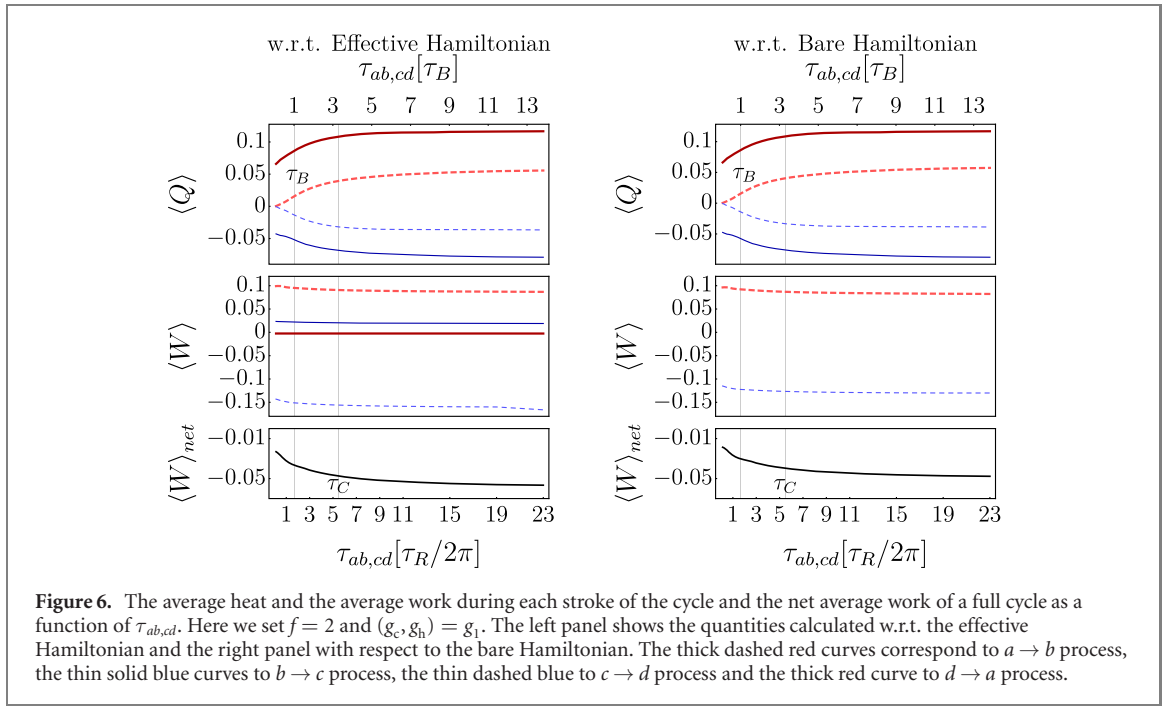 w.r.t. Effective Hamiltonian
τ_{ab,cd}[τ_B]
1 3 5 7 9 11 13
⟨Q⟩
0.1
0.05
0
−0.05
τ_B
⟨W⟩
0.1
0.05
0
−0.05
−0.1
−0.15
⟨W⟩_{net}
−0.01
−0.05
τ_C
1 3 5 7 9 11 15 19 23
τ_{ab,cd}[τ_R/2π]
w.r.t. Bare Hamiltonian
τ_{ab,cd}[τ_B]
1 3 5 7 9 11 13
⟨Q⟩
0.1
0.05
0
−0.05
τ_B
⟨W⟩
0.1
0.05
0
−0.05
−0.1
−0.15
⟨W⟩_{net}
−0.01
−0.05
τ_C
1 3 5 7 9 11 15 19 23
τ_{ab,cd}[τ_R/2π]
Figure 6. The average heat and the average work during each stroke of the cycle and the net average work of a full cycle as a
function of τ_{ab,cd}. Here we set f = 2 and (g_c, g_h) = g_1. The left panel shows the quantities calculated w.r.t. the effective
Hamiltonian and the right panel with respect to the bare Hamiltonian. The thick dashed red curves correspond to a → b process,
the thin solid blue curves to b → c process, the thin dashed blue to c → d process and the thick red curve to d → a process.